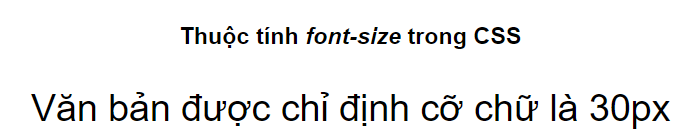 Thuộc tính font-size trong CSS
Văn bản được chỉ định cỡ chữ là 30px